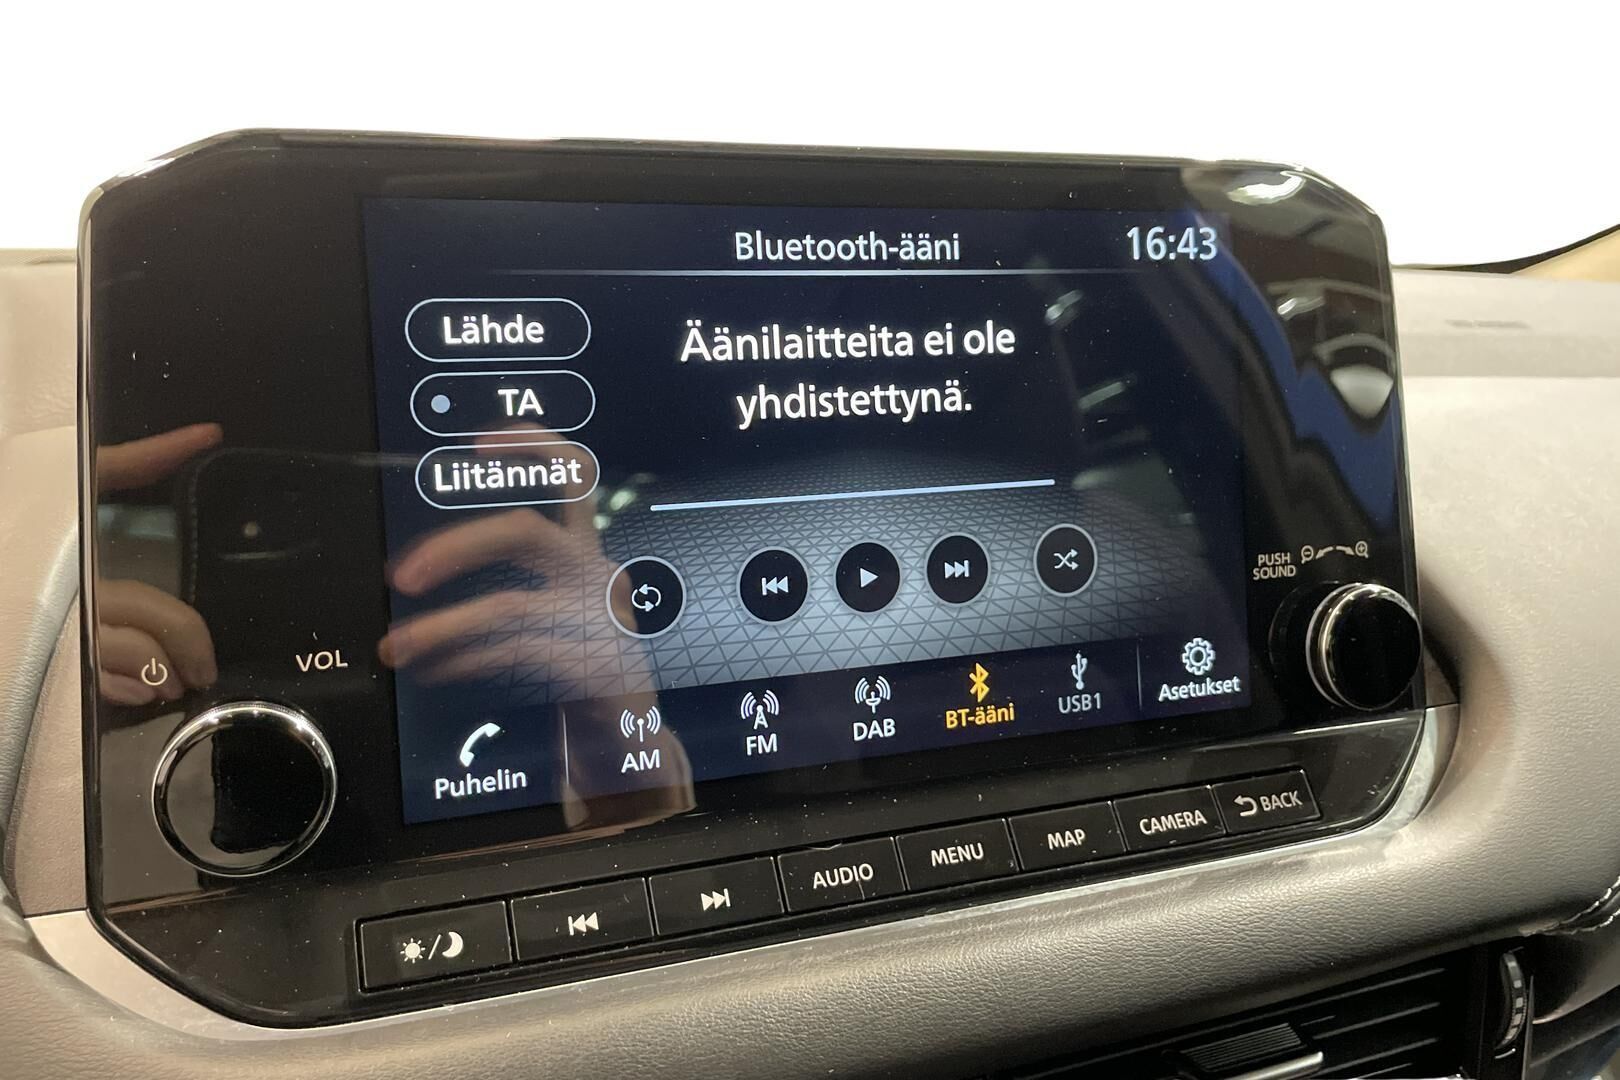 Bluetooth-ääni
16:43
Lähde
TA
Liitännät
Äänilaitteita ei ole
yhdistettynä.
PUSH
SOUND
VOL
Puhelin
AM
FM
DAB
BT-ääni
USB1
Asetukset
AUDIO
MENU
MAP
CAMERA
BACK